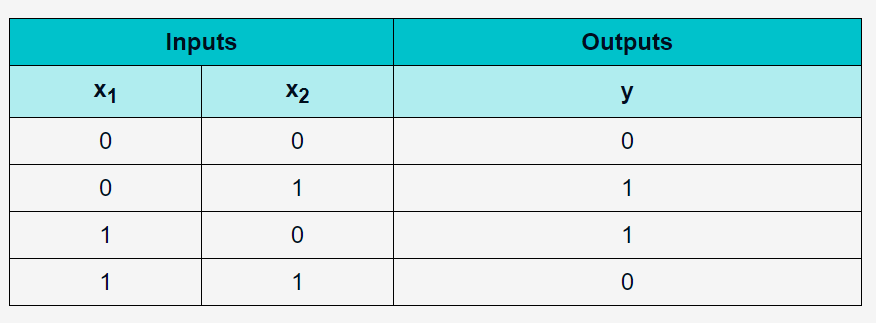 Inputs Outputs
x1 x2 y
0 0 0
0 1 1
1 0 1
1 1 0